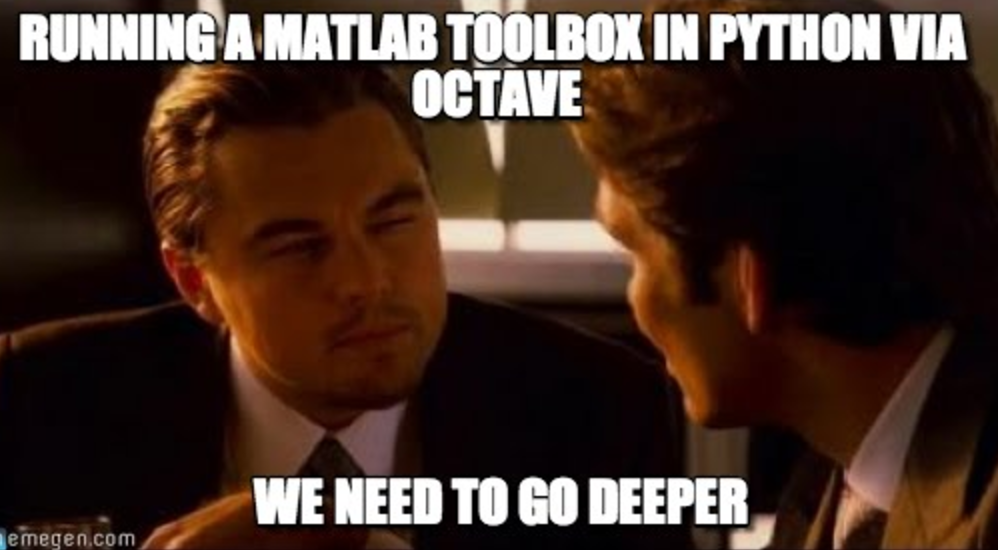 RUNNING A MATLAB TOOLBOX IN PYTHON VIA
OCTAVE
WE NEED TO GO DEEPER
emegen.com